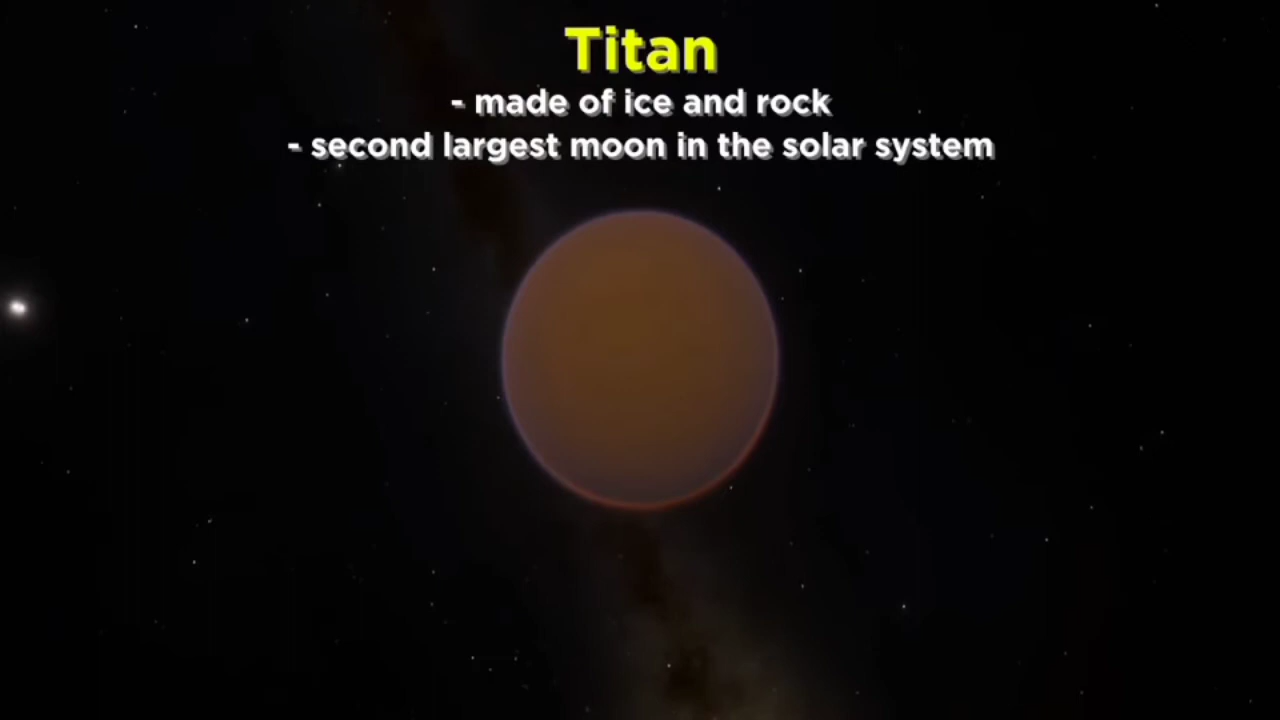 Titan
- made of ice and rock
- second largest moon in the solar system